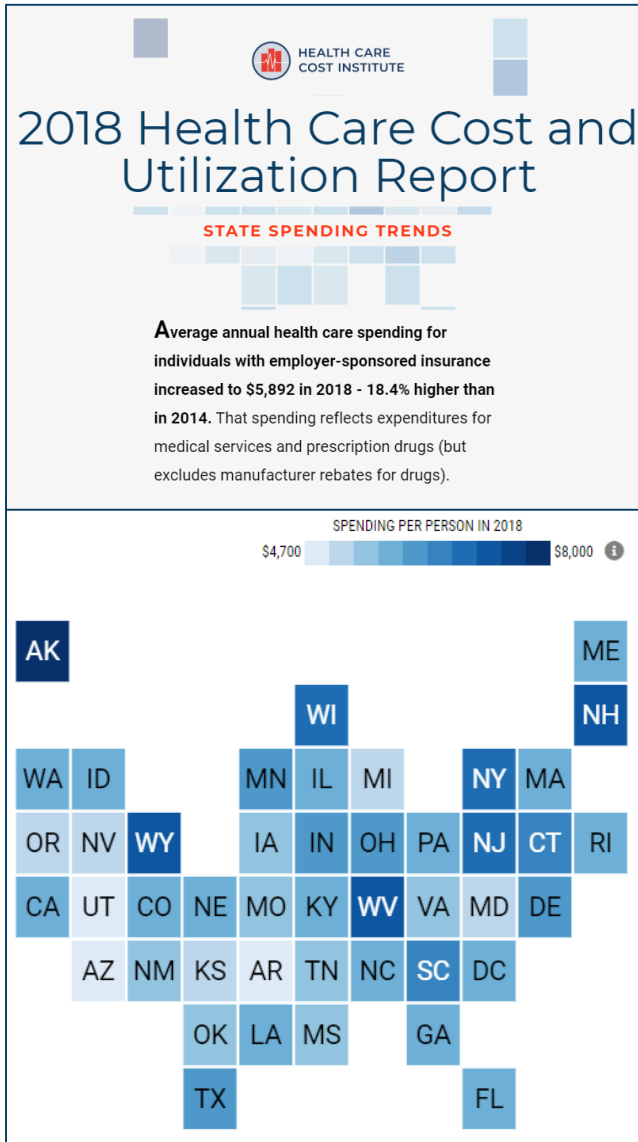 HEALTH CARE
COST INSTITUTE
2018 Health Care Cost and
Utilization Report
STATE SPENDING TRENDS
Average annual health care spending for
individuals with employer-sponsored insurance
increased to $5,892 in 2018 - 18.4% higher than
in 2014. That spending reflects expenditures for
medical services and prescription drugs (but
excludes manufacturer rebates for drugs).
SPENDING PER PERSON IN 2018
$4,700 $8,000 i
AK ME
WI NH
WA ID MN IL MI NY MA
OR NV WY IA IN OH PA NJ CT RI
CA UT CO NE MO KY WV VA MD DE
AZ NM KS AR TN NC SC DC
OK LA MS GA
TX FL